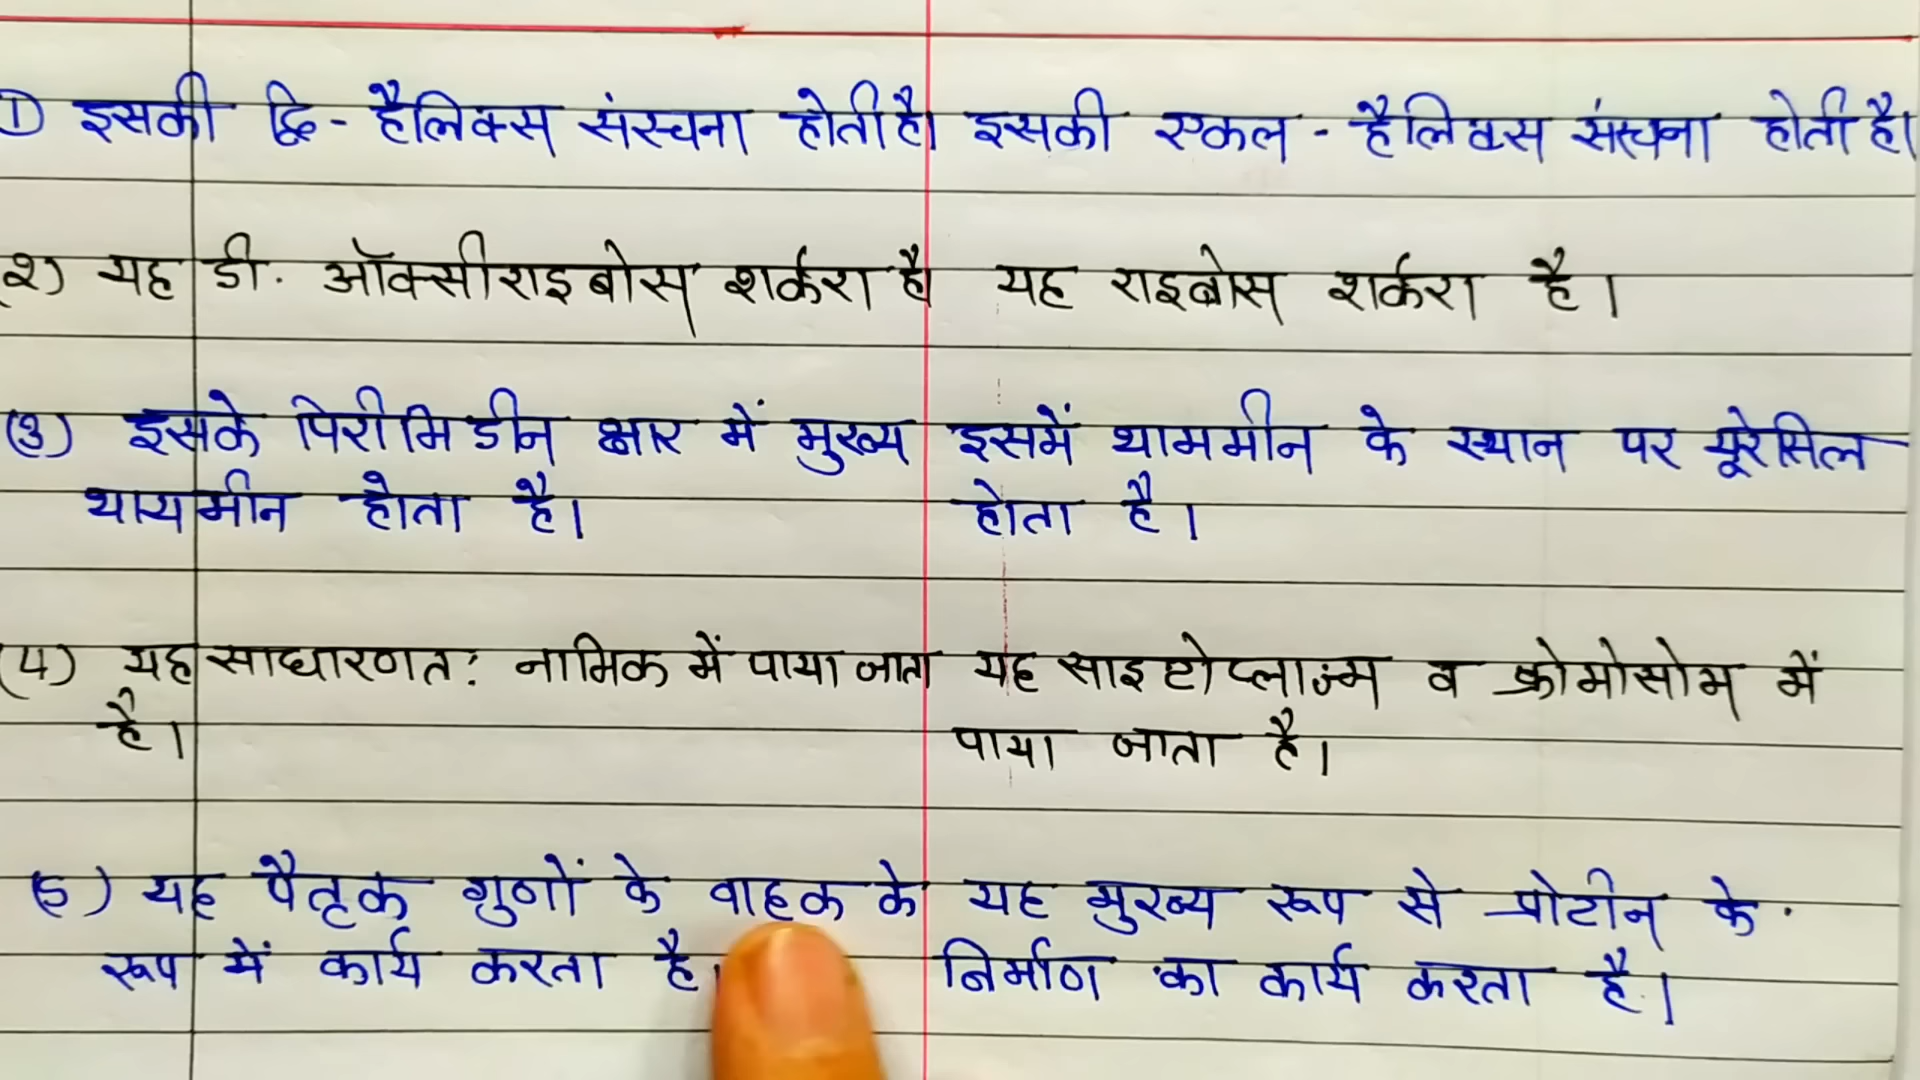 ① इसकी द्वि-हैलिक्स संरचना होती है। इसकी एकल-हैलिक्स संरचना होती है।
(2) यह डी. ऑक्सीराइबोस शर्करा है। यह राइबोस शर्करा है।
(3) इसके पिरीमिडीन क्षार में मुख्य इसमें थाममीन के स्थान पर यूरेसिल
थायमीन होता है। होता है।
(4) यह साधारणत: नाभिक में पाया जाता यह साइटोप्लाज्म व क्रोमोसोम में
है। पाया जाता है।
(5) यह पैतृक गुणों के वाहक के यह मुख्य रूप से प्रोटीन के
रूप में कार्य करता है। निर्माण का कार्य करता है।